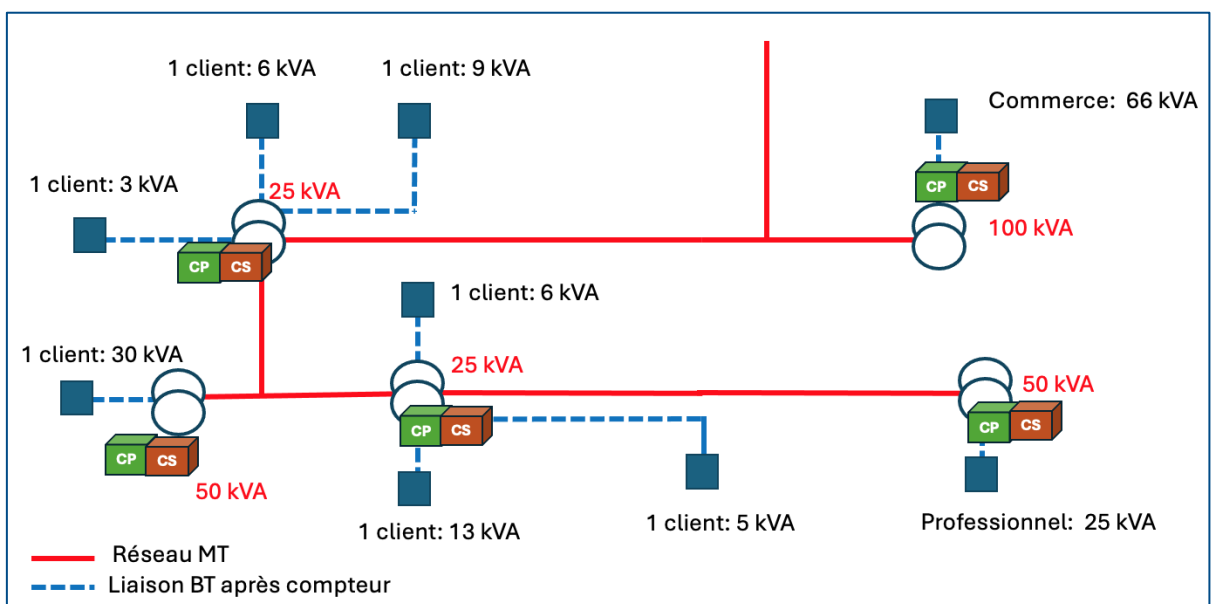 1 client: 6 kVA
1 client: 9 kVA
Commerce: 66 kVA
1 client: 3 kVA
25 kVA
CP CS
100 kVA
CP CS
1 client: 6 kVA
1 client: 30 kVA
25 kVA
50 kVA
CP CS
CP CS
CP CS
50 kVA
1 client: 13 kVA
1 client: 5 kVA
Professionnel: 25 kVA
Réseau MT
Liaison BT après compteur